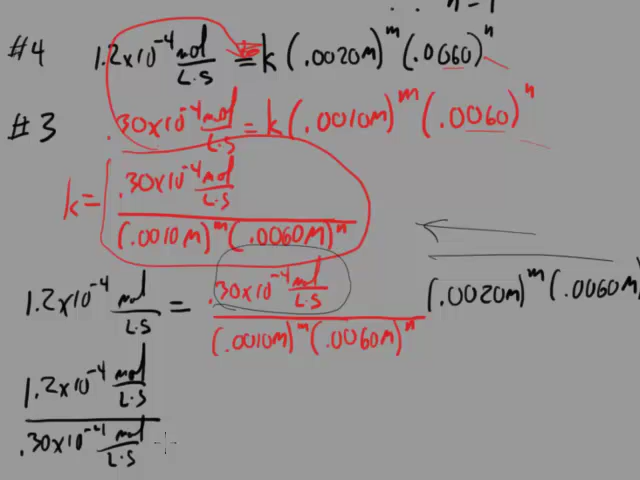 ∴ n=1
#4 1.2x10⁻⁴ mol/L·S = k(.0020M)ᵐ(.0060)ⁿ
#3 .30x10⁻⁴ mol/L·S = k(.0010M)ᵐ(.0060)ⁿ
k= .30x10⁻⁴ mol/L·S
(.0010M)ᵐ(.0060M)ⁿ
1.2x10⁻⁴ mol/L·S = .30x10⁻⁴ mol/L·S (.0020M)ᵐ(.0060M)
(.0010M)ᵐ(.0060M)ⁿ
1.2x10⁻⁴ mol/L·S
.30x10⁻⁴ mol/L·S